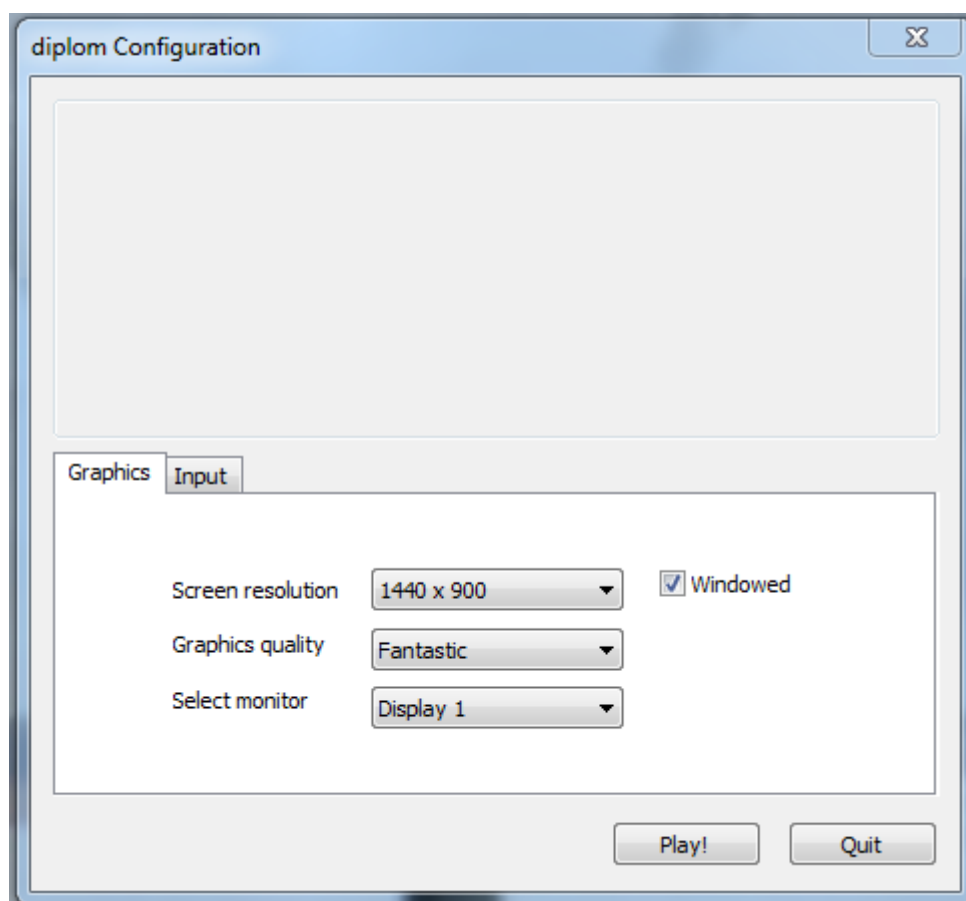 diplom Configuration
Graphics
Input
Screen resolution
1440 x 900
Windowed
Graphics quality
Fantastic
Select monitor
Display 1
Play!
Quit